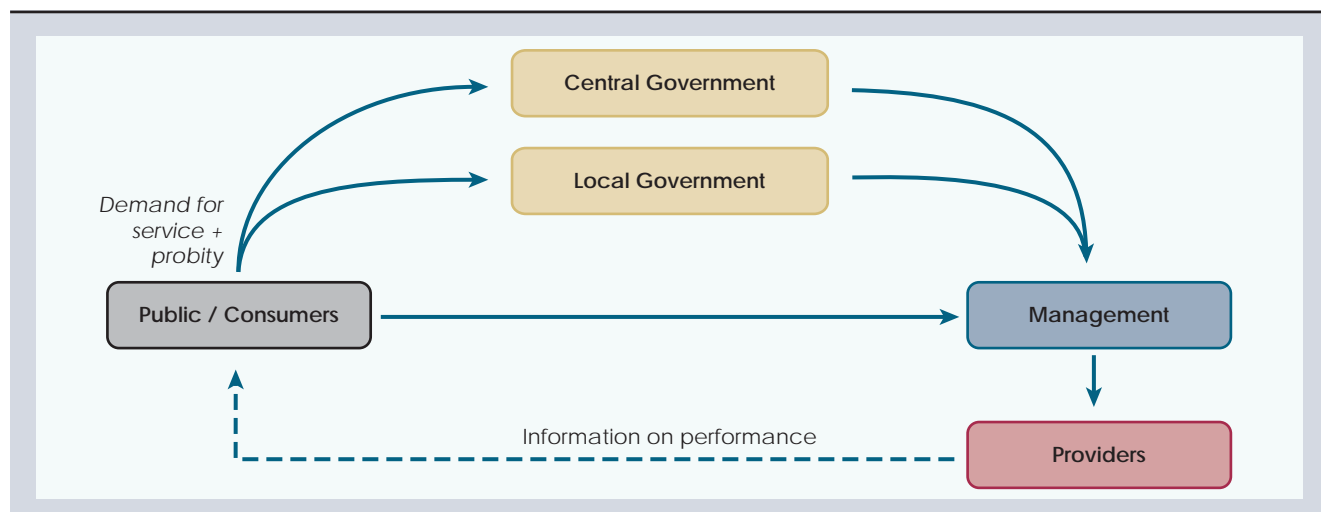 Central Government
Local Government
Demand for
service +
probity
Public / Consumers
Management
Information on performance
Providers